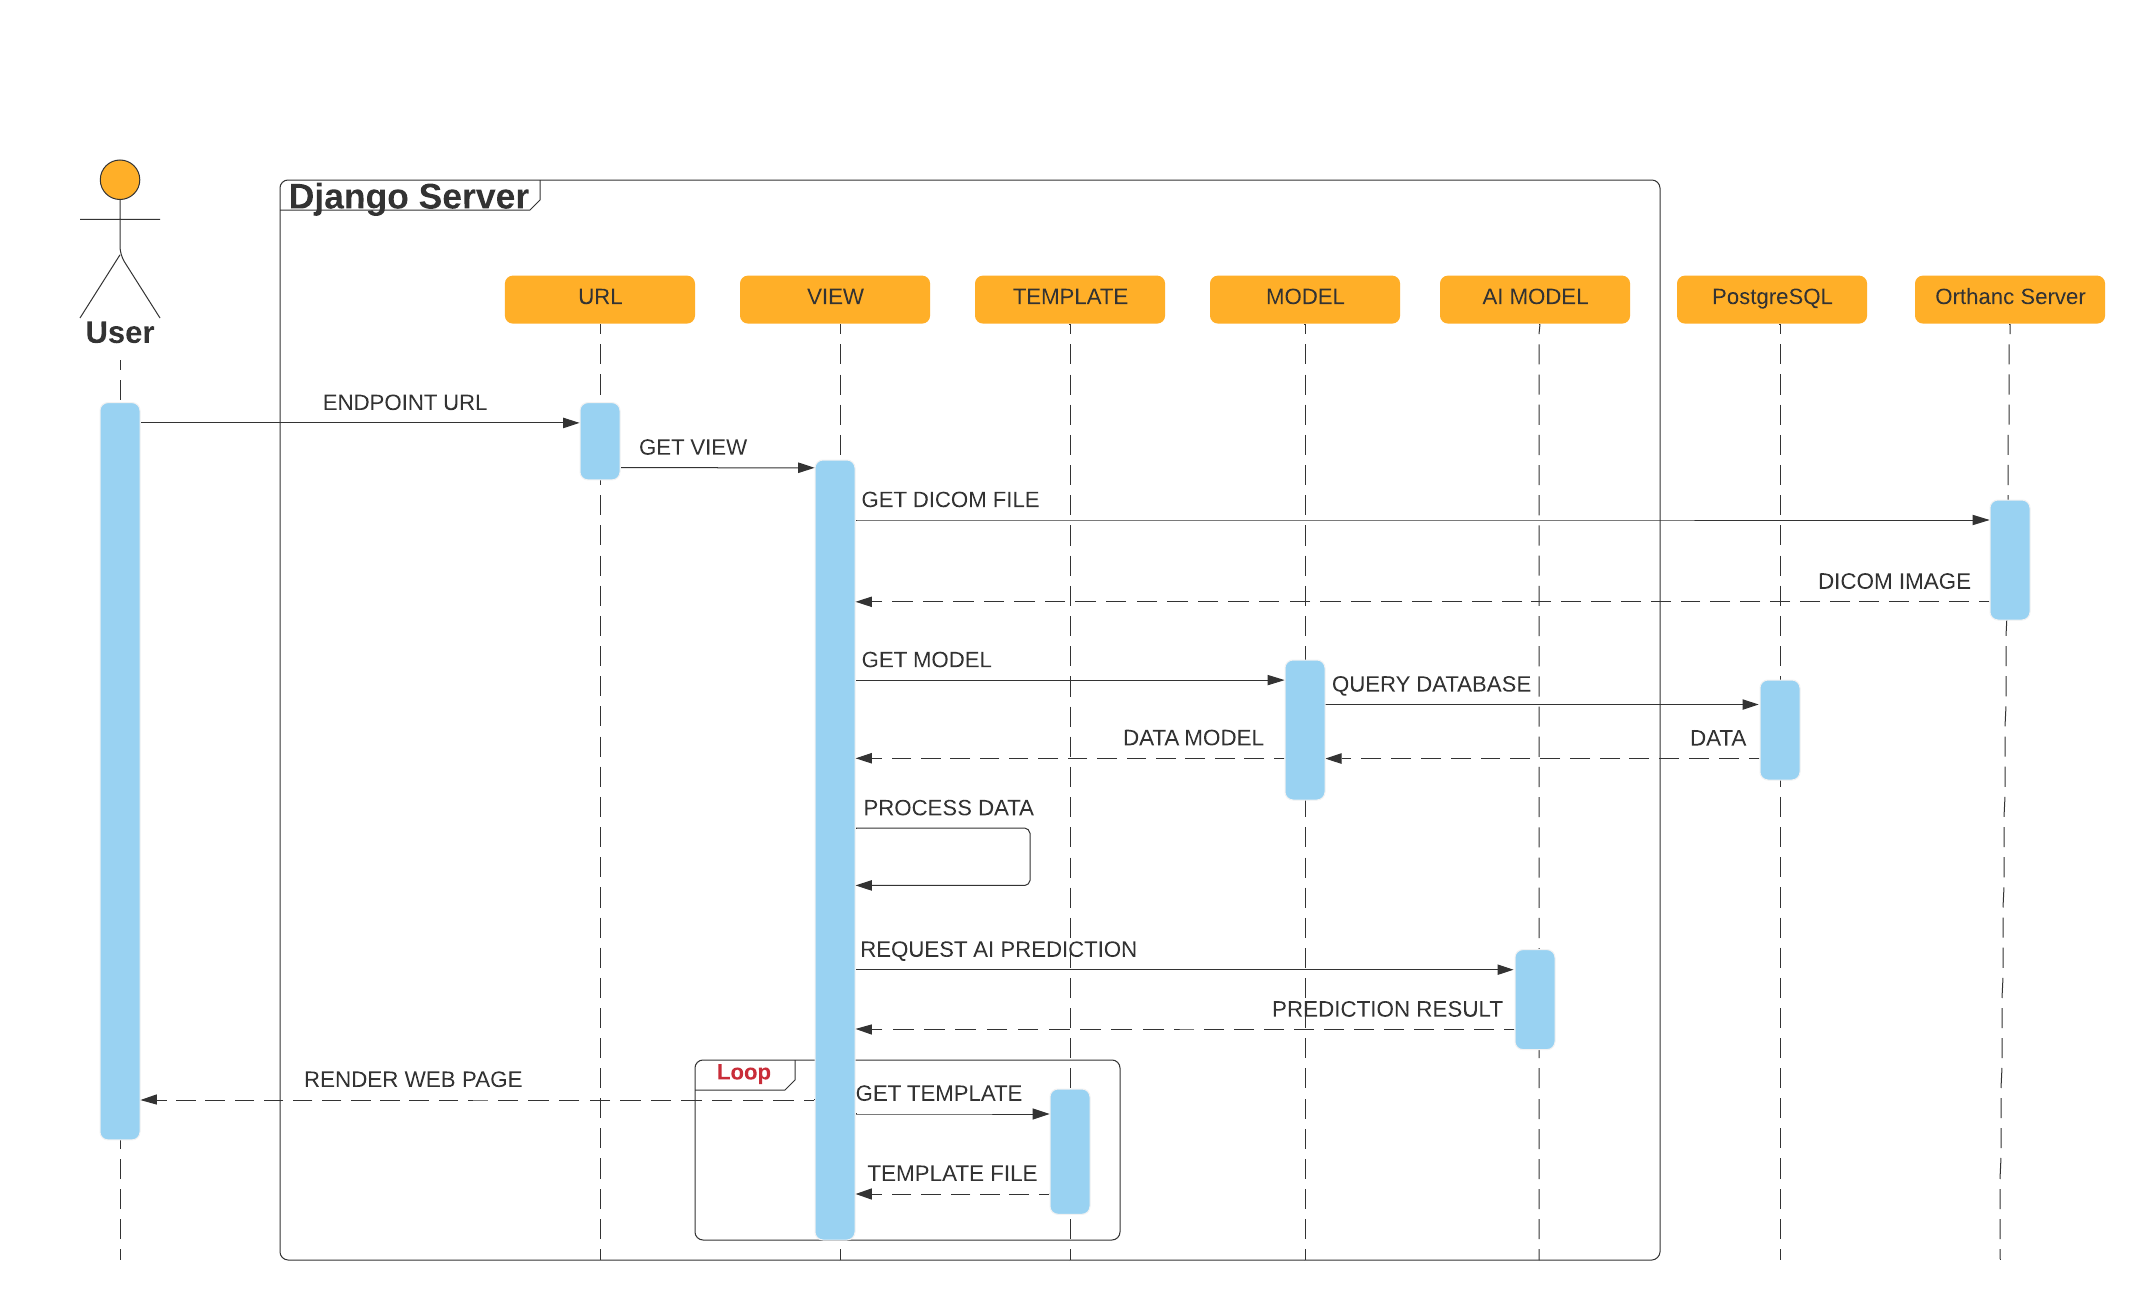 Django Server
User
URL
VIEW
TEMPLATE
MODEL
AI MODEL
PostgreSQL
Orthanc Server
ENDPOINT URL
GET VIEW
GET DICOM FILE
DICOM IMAGE
GET MODEL
QUERY DATABASE
DATA MODEL
DATA
PROCESS DATA
REQUEST AI PREDICTION
PREDICTION RESULT
Loop
RENDER WEB PAGE
GET TEMPLATE
TEMPLATE FILE